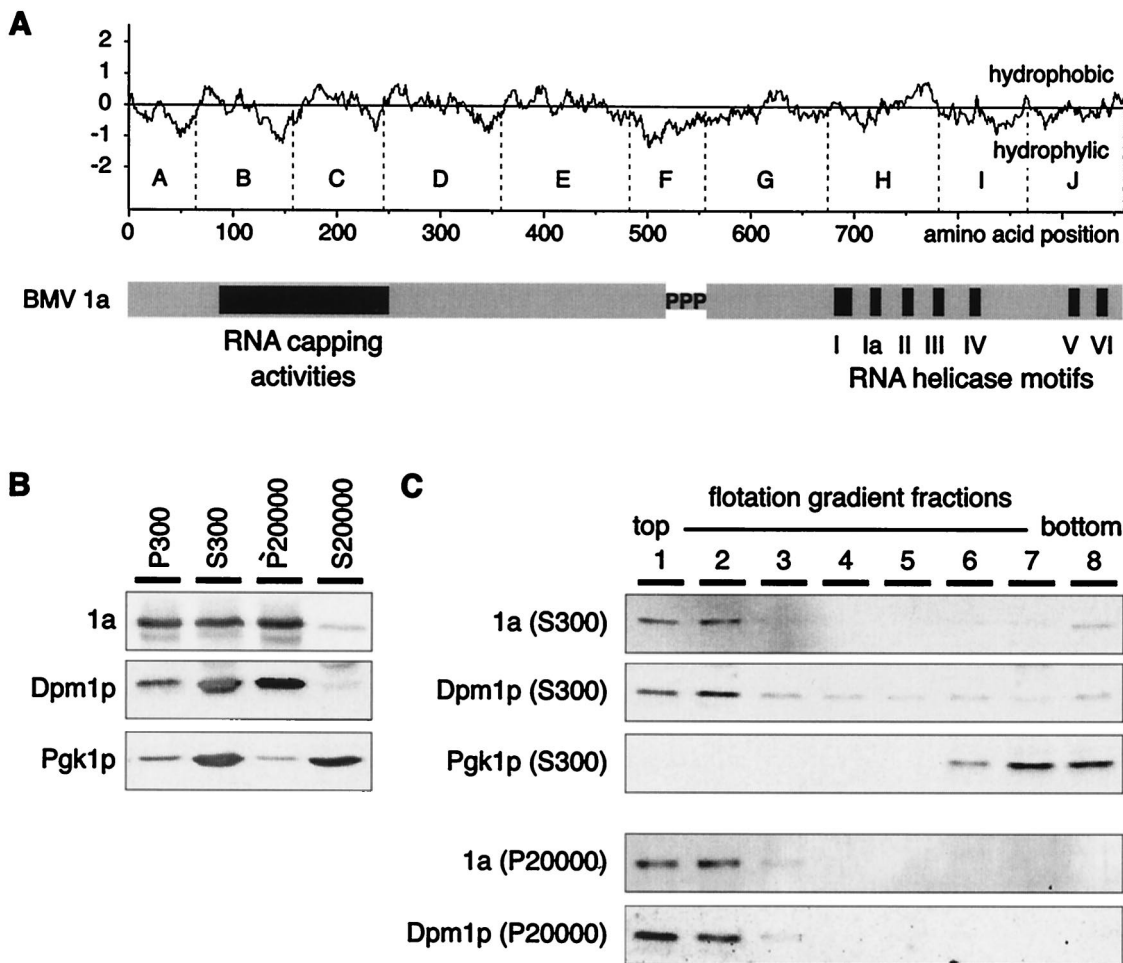 A
2
1
0
-1
-2
hydrophobic
hydrophylic
A B C D E F G H I J
0 100 200 300 400 500 600 700 amino acid position
BMV 1a
PPP
RNA capping
activities
I Ia II III IV V VI
RNA helicase motifs
B
P300 S300 P20000 S20000
1a
Dpm1p
Pgk1p
C
flotation gradient fractions
top bottom
1 2 3 4 5 6 7 8
1a (S300)
Dpm1p (S300)
Pgk1p (S300)
1a (P20000)
Dpm1p (P20000)